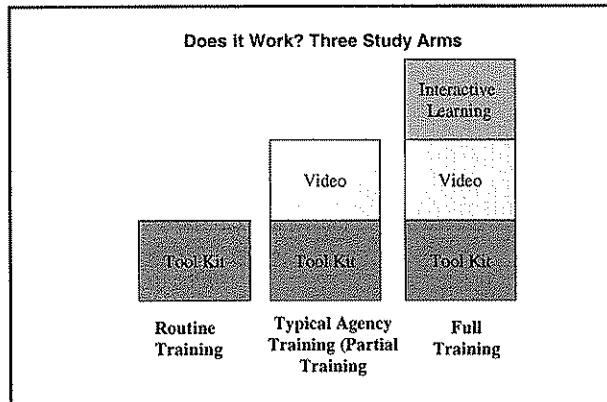 Does it Work? Three Study Arms
Interactive
Learning
Video
Video
Tool Kit
Tool Kit
Tool Kit
Routine
Training
Typical Agency
Training (Partial
Training
Full
Training